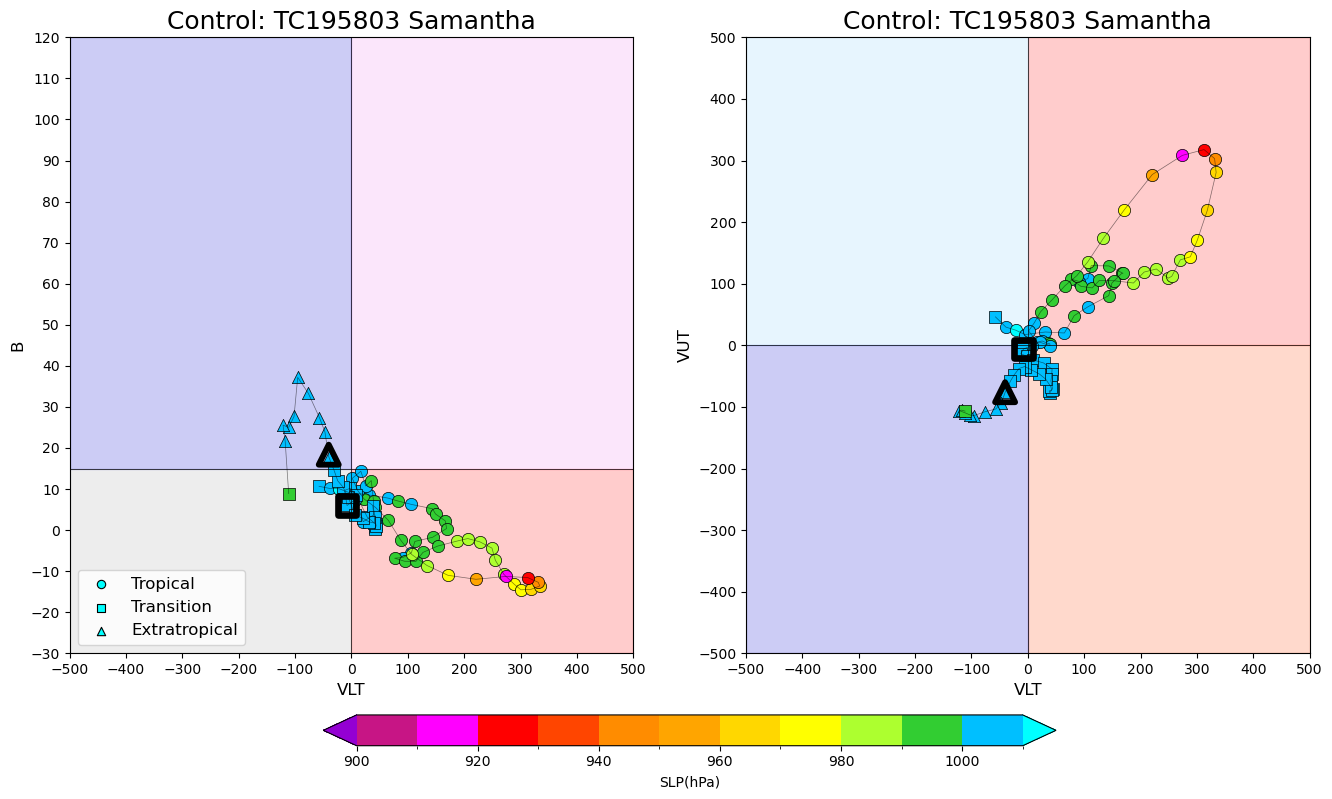 Control: TC195803 Samantha
120
110
100
90
80
70
60
50
40
30
20
10
0
−10
−20
−30
B
Tropical
Transition
Extratropical
−500 −400 −300 −200 −100 0 100 200 300 400 500
VLT
Control: TC195803 Samantha
500
400
300
200
100
0
−100
−200
−300
−400
−500
VUT
−500 −400 −300 −200 −100 0 100 200 300 400 500
VLT
900 920 940 960 980 1000
SLP(hPa)